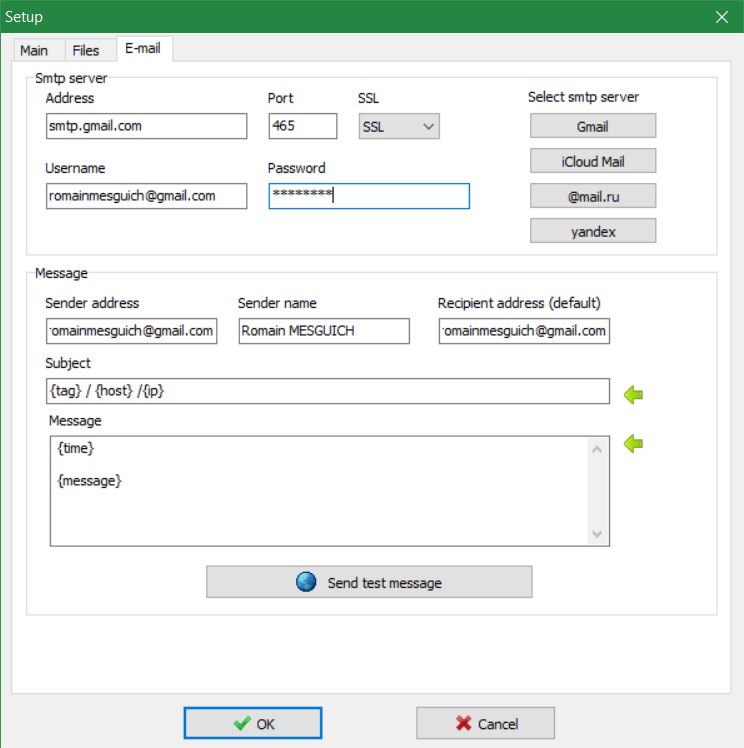 Setup
Main Files E-mail
Smtp server
Address Port SSL Select smtp server
smtp.gmail.com 465 SSL Gmail
iCloud Mail
Username Password
romainmesguich@gmail.com ******** @mail.ru
yandex
Message
Sender address Sender name Recipient address (default)
omainmesguich@gmail.com Romain MESGUICH omainmesguich@gmail.com
Subject
{tag} / {host} /{ip}
Message
{time}
{message}
Send test message
OK Cancel